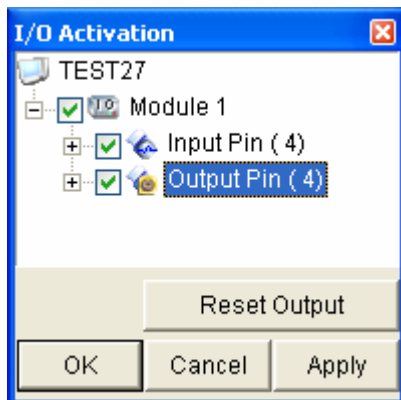 I/O Activation
TEST27
Module 1
Input Pin ( 4)
Output Pin ( 4)
Reset Output
OK Cancel Apply